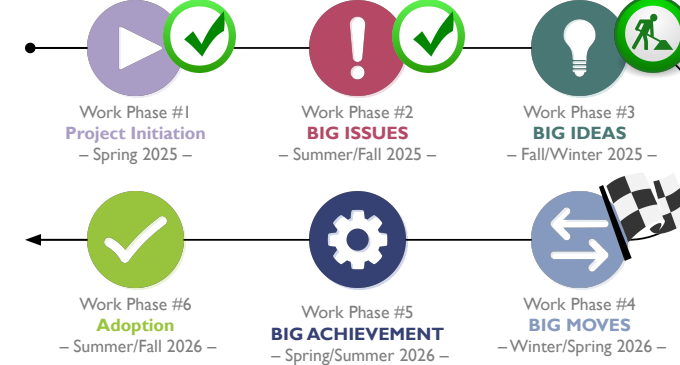 Work Phase #1
Project Initiation
– Spring 2025 –
Work Phase #2
BIG ISSUES
– Summer/Fall 2025 –
Work Phase #3
BIG IDEAS
– Fall/Winter 2025 –
Work Phase #6
Adoption
– Summer/Fall 2026 –
Work Phase #5
BIG ACHIEVEMENT
– Spring/Summer 2026 –
Work Phase #4
BIG MOVES
– Winter/Spring 2026 –